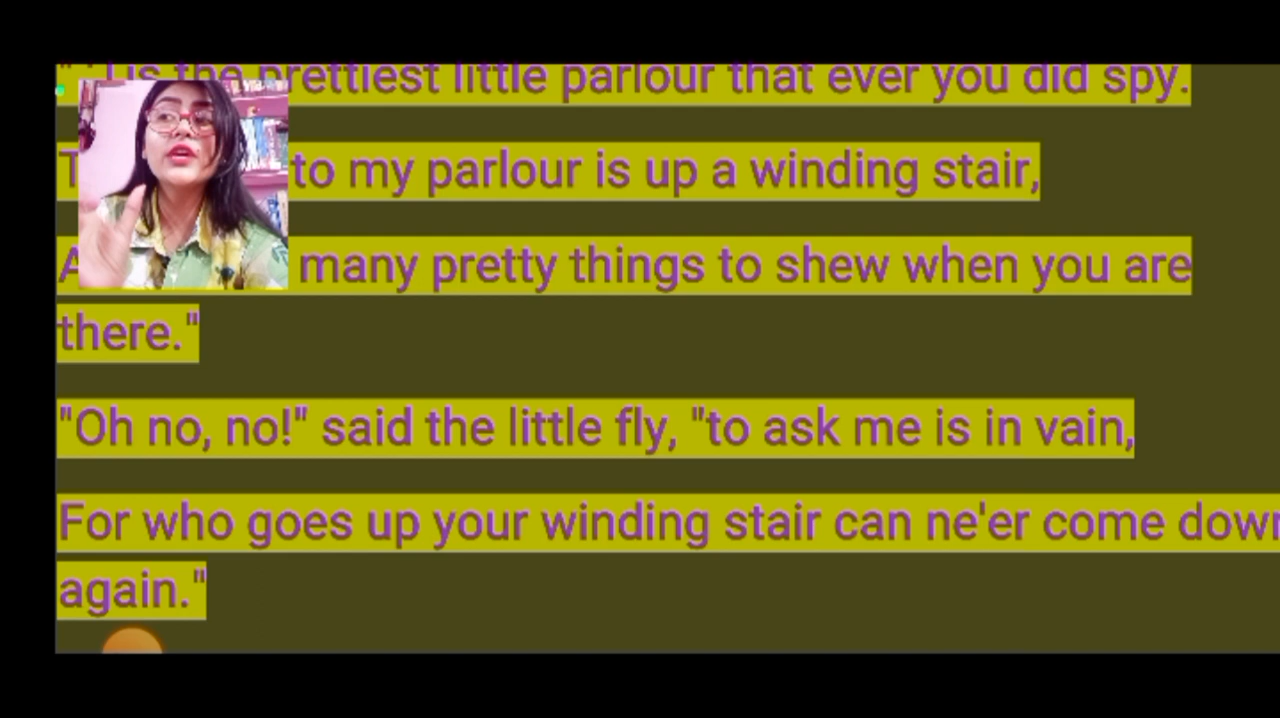 prettiest little parlour that ever you did spy.
to my parlour is up a winding stair,
many pretty things to shew when you are
there."
"Oh no, no!" said the little fly, "to ask me is in vain,
For who goes up your winding stair can ne'er come down
again."